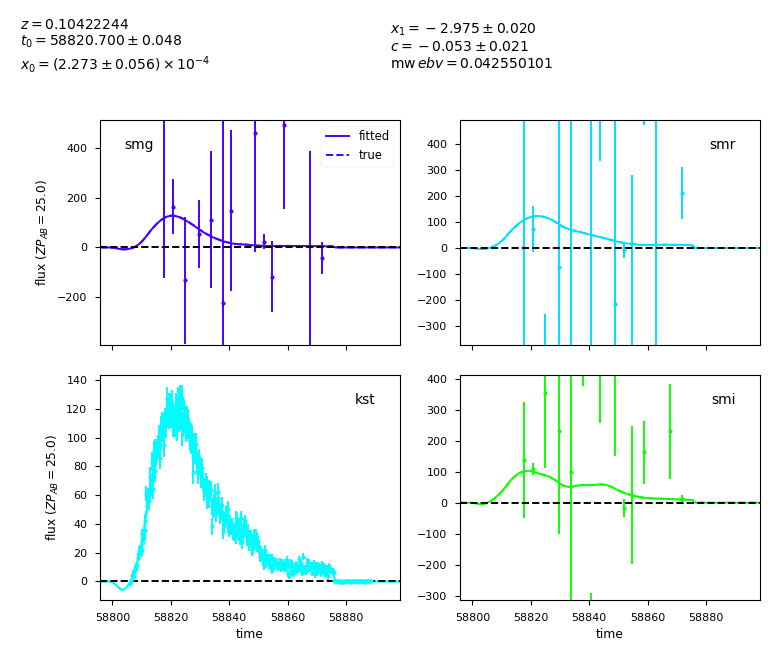 z = 0.10422244
t₀ = 58820.700 ± 0.048
x₀ = (2.273 ± 0.056) × 10⁻⁴
x₁ = −2.975 ± 0.020
c = −0.053 ± 0.021
mw ebv = 0.042550101
smg
fitted
true
400
200
0
−200
flux (ZP_AB = 25.0)
smr
400
300
200
100
0
−100
−200
−300
kst
140
120
100
80
60
40
20
0
flux (ZP_AB = 25.0)
58800 58820 58840 58860 58880
time
smi
400
300
200
100
0
−100
−200
−300
58800 58820 58840 58860 58880
time